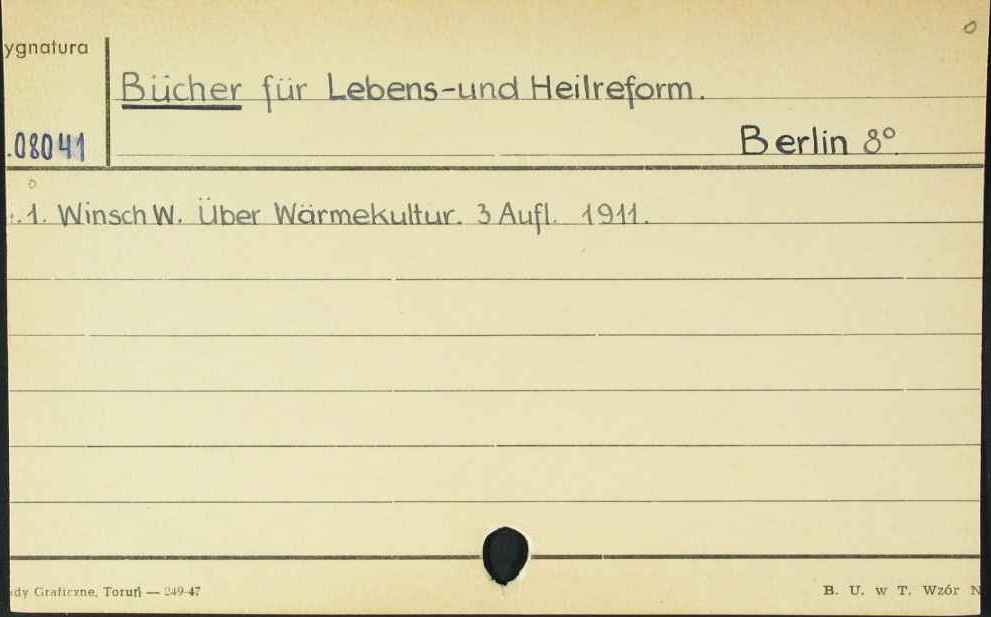 ygnatura
Bücher für Lebens-und Heilreform.
.08041
Berlin 8°
.1. Winsch W. Über Wärmekultur. 3 Aufl. 1911.
dy Graficzne, Toruń — 249-47
B. U. w T. Wzór N